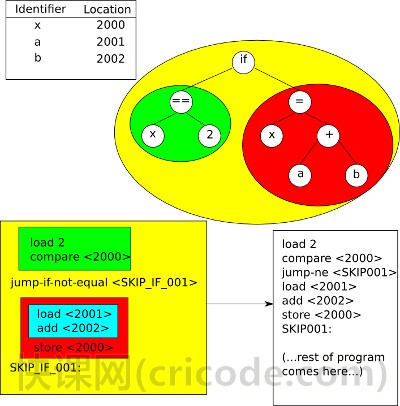 Identifier Location
x 2000
a 2001
b 2002
if
== =
x 2 x +
a b
load 2
compare <2000>
jump-if-not-equal <SKIP_IF_001>
load <2001>
add <2002>
store <2000>
SKIP_IF_001:
load 2
compare <2000>
jump-ne <SKIP001>
load <2001>
add <2002>
store <2000>
SKIP001:
(...rest of program
comes here...)
快课网(cricode.com)